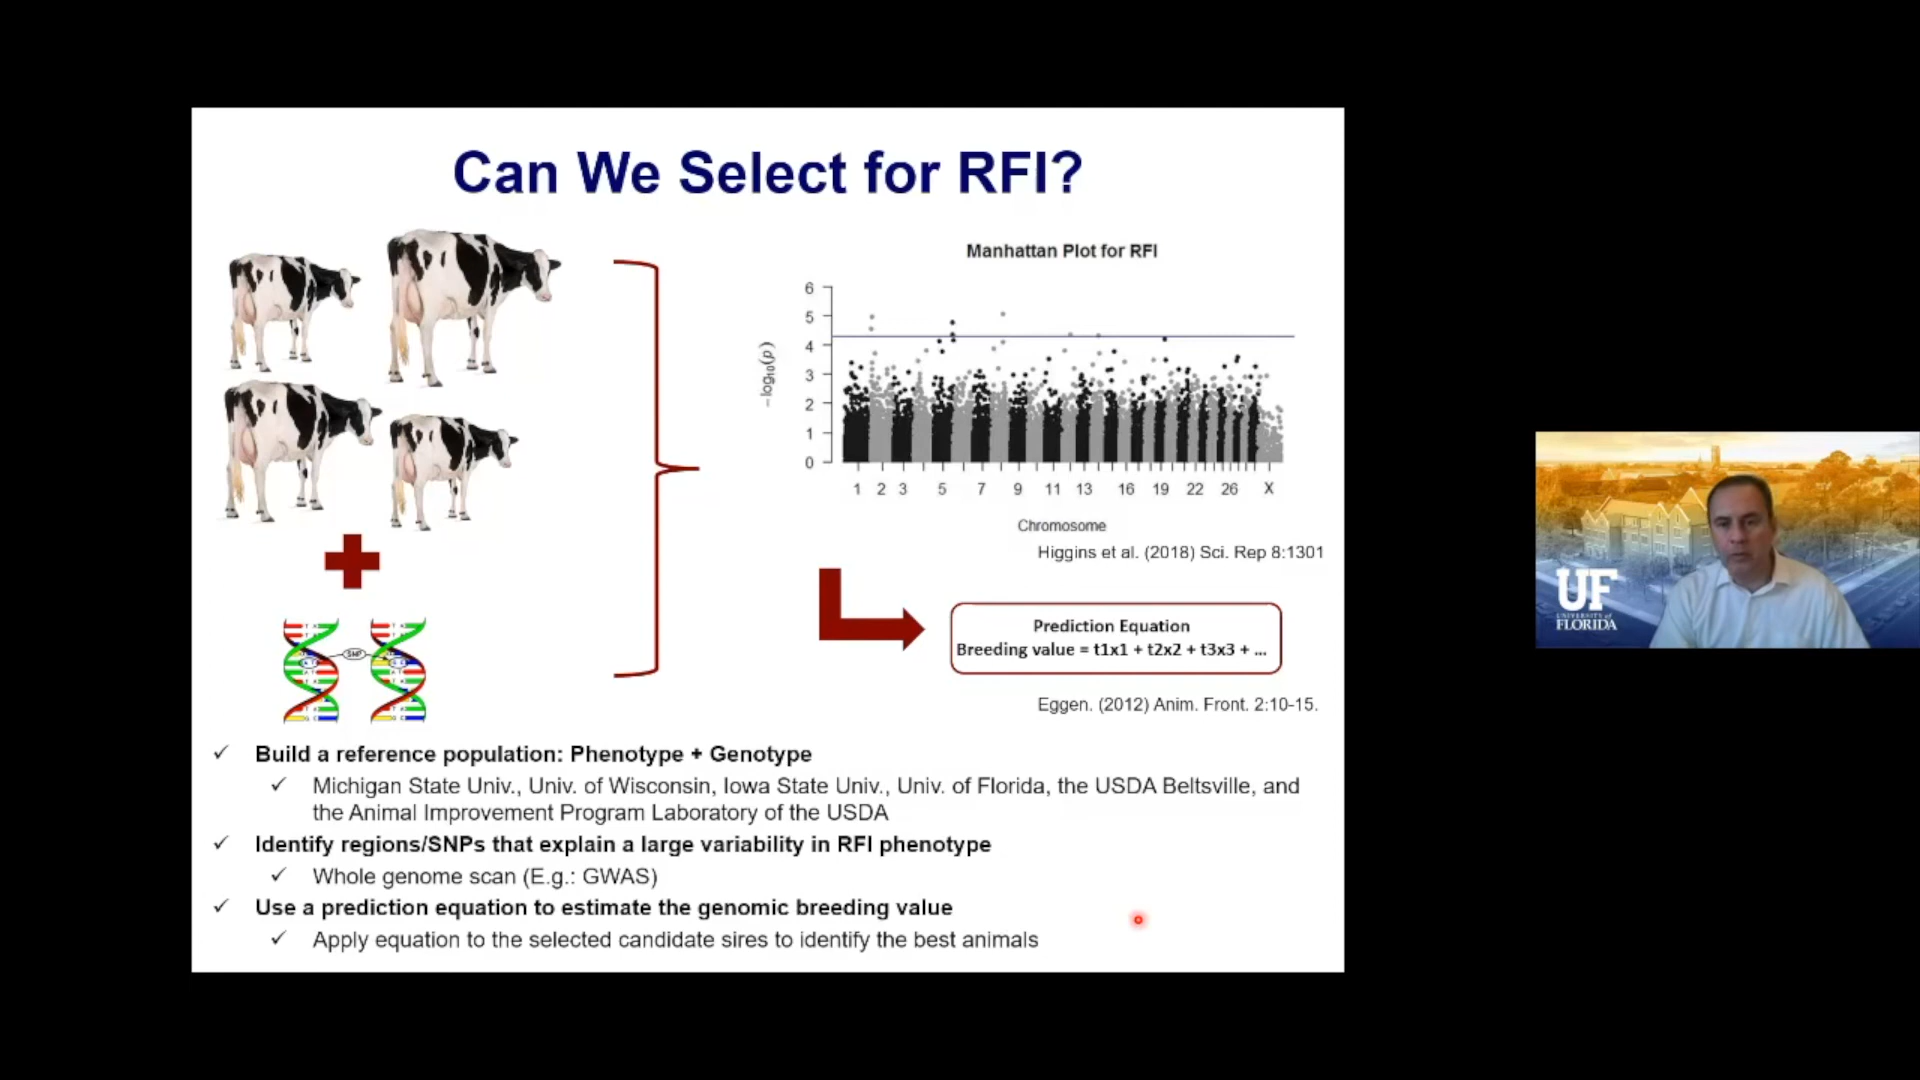 Can We Select for RFI?
Manhattan Plot for RFI
6
5
4
3
2
1
0
−log10(p)
1 2 3 5 7 9 11 13 16 19 22 26 X
Chromosome
Higgins et al. (2018) Sci. Rep 8:1301
SNP
Prediction Equation
Breeding value = t1x1 + t2x2 + t3x3 + ...
Eggen. (2012) Anim. Front. 2:10-15.
✓ Build a reference population: Phenotype + Genotype
✓ Michigan State Univ., Univ. of Wisconsin, Iowa State Univ., Univ. of Florida, the USDA Beltsville, and
the Animal Improvement Program Laboratory of the USDA
✓ Identify regions/SNPs that explain a large variability in RFI phenotype
✓ Whole genome scan (E.g.: GWAS)
✓ Use a prediction equation to estimate the genomic breeding value
✓ Apply equation to the selected candidate sires to identify the best animals
UF
UNIVERSITY of
FLORIDA